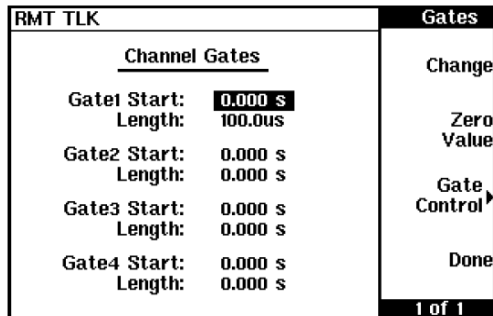 RMT TLK
Channel Gates
Gate1 Start: 0.000 s
Length: 100.0us
Gate2 Start: 0.000 s
Length: 0.000 s
Gate3 Start: 0.000 s
Length: 0.000 s
Gate4 Start: 0.000 s
Length: 0.000 s
Gates
Change
Zero
Value
Gate
Control
Done
1 of 1